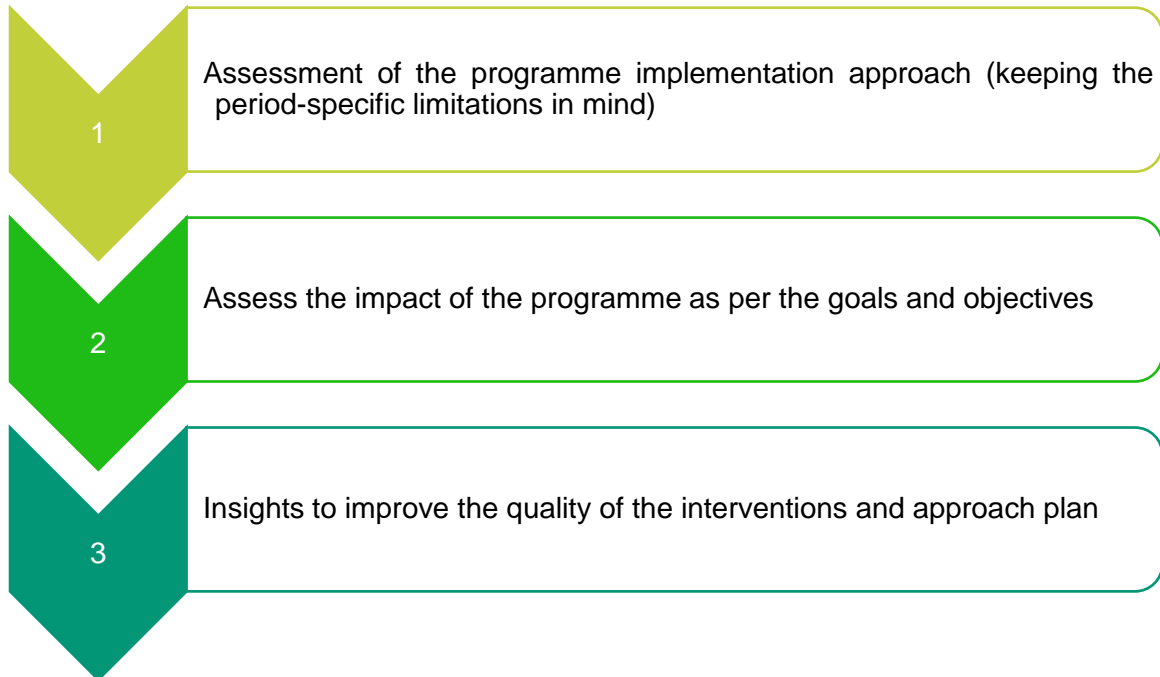 1
Assessment of the programme implementation approach (keeping the
period-specific limitations in mind)
2
Assess the impact of the programme as per the goals and objectives
3
Insights to improve the quality of the interventions and approach plan